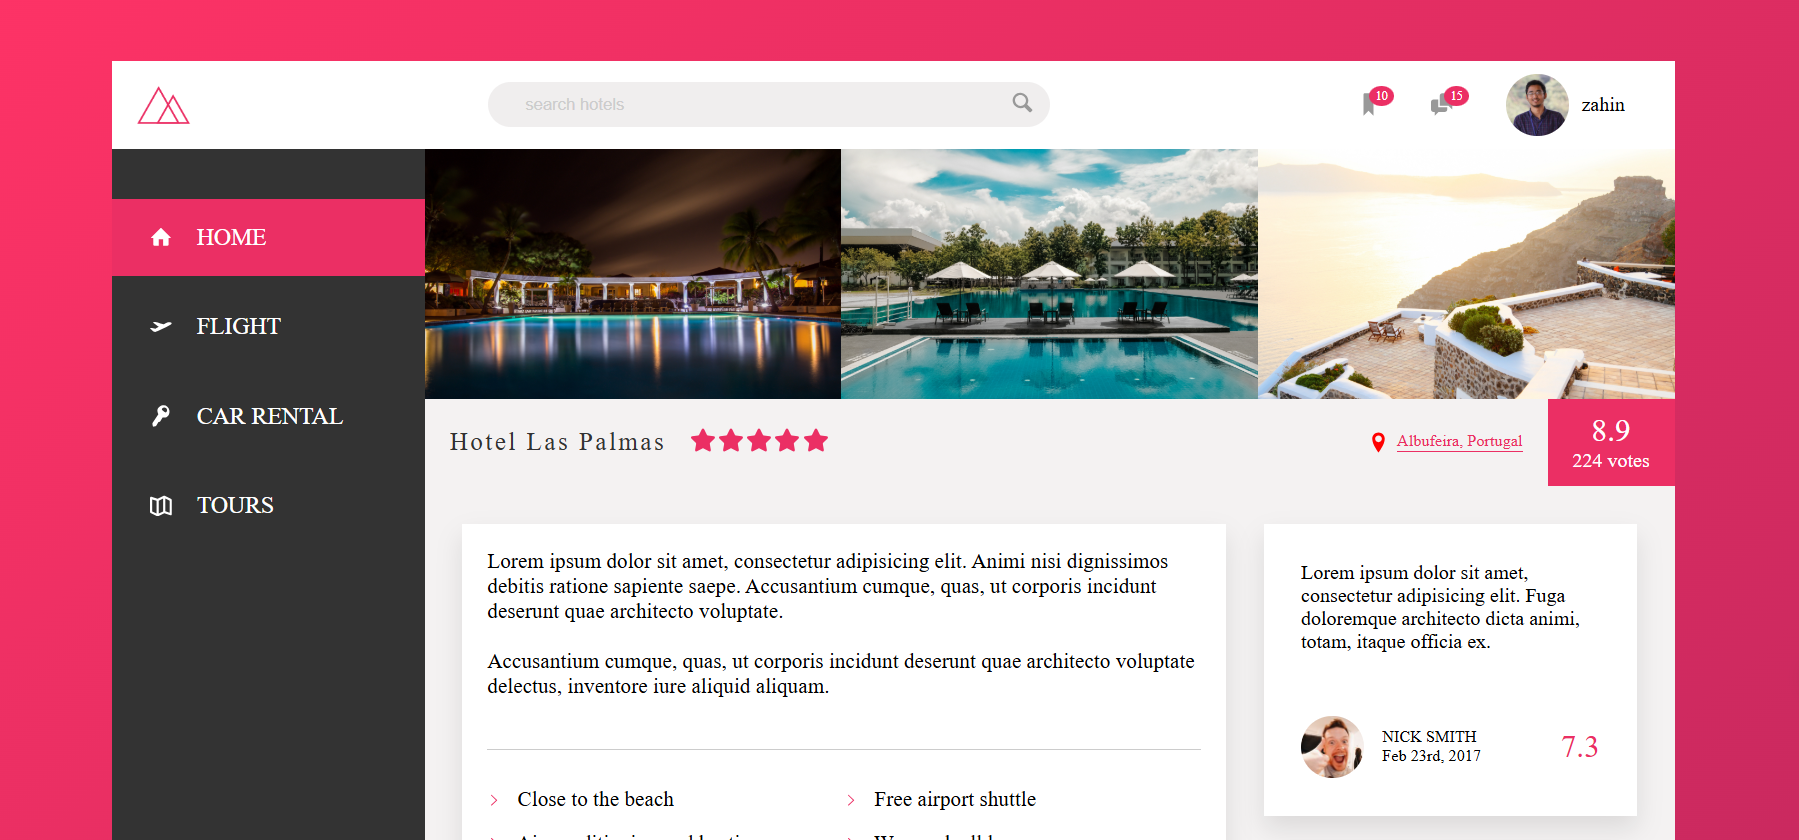 search hotels
10
15
zahin
HOME
FLIGHT
CAR RENTAL
TOURS
Hotel Las Palmas
Albufeira, Portugal
8.9
224 votes
Lorem ipsum dolor sit amet, consectetur adipisicing elit. Animi nisi dignissimos
debitis ratione sapiente saepe. Accusantium cumque, quas, ut corporis incidunt
deserunt quae architecto voluptate.
Accusantium cumque, quas, ut corporis incidunt deserunt quae architecto voluptate
delectus, inventore iure aliquid aliquam.
Close to the beach
Free airport shuttle
Lorem ipsum dolor sit amet,
consectetur adipisicing elit. Fuga
doloremque architecto dicta animi,
totam, itaque officia ex.
NICK SMITH
Feb 23rd, 2017
7.3